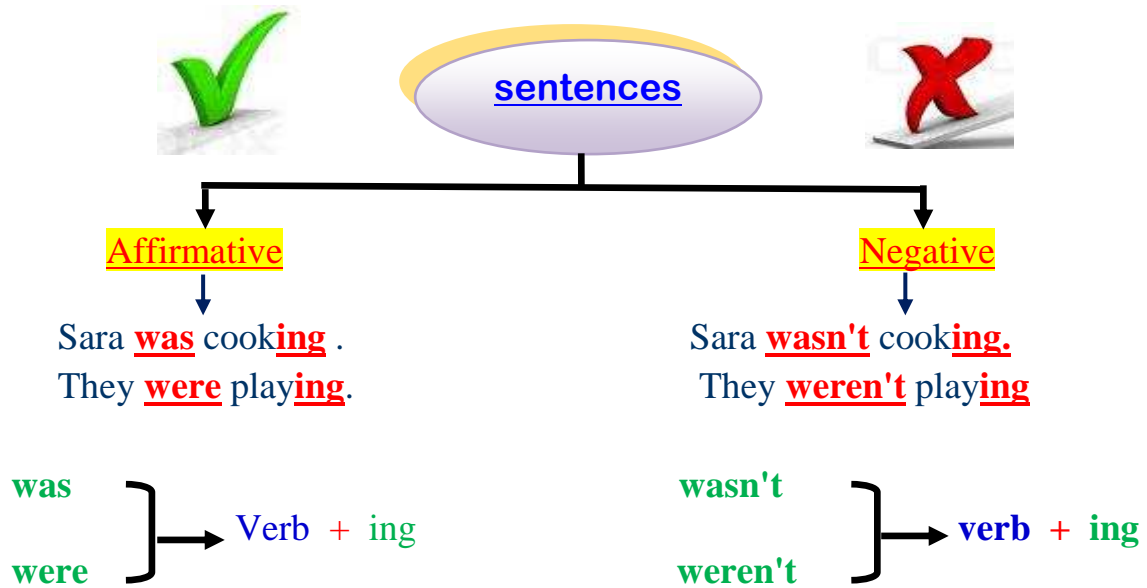 sentences
Affirmative
Negative
Sara was cooking .
They were playing.
Sara wasn't cooking.
They weren't playing
was
were
Verb + ing
wasn't
weren't
verb + ing